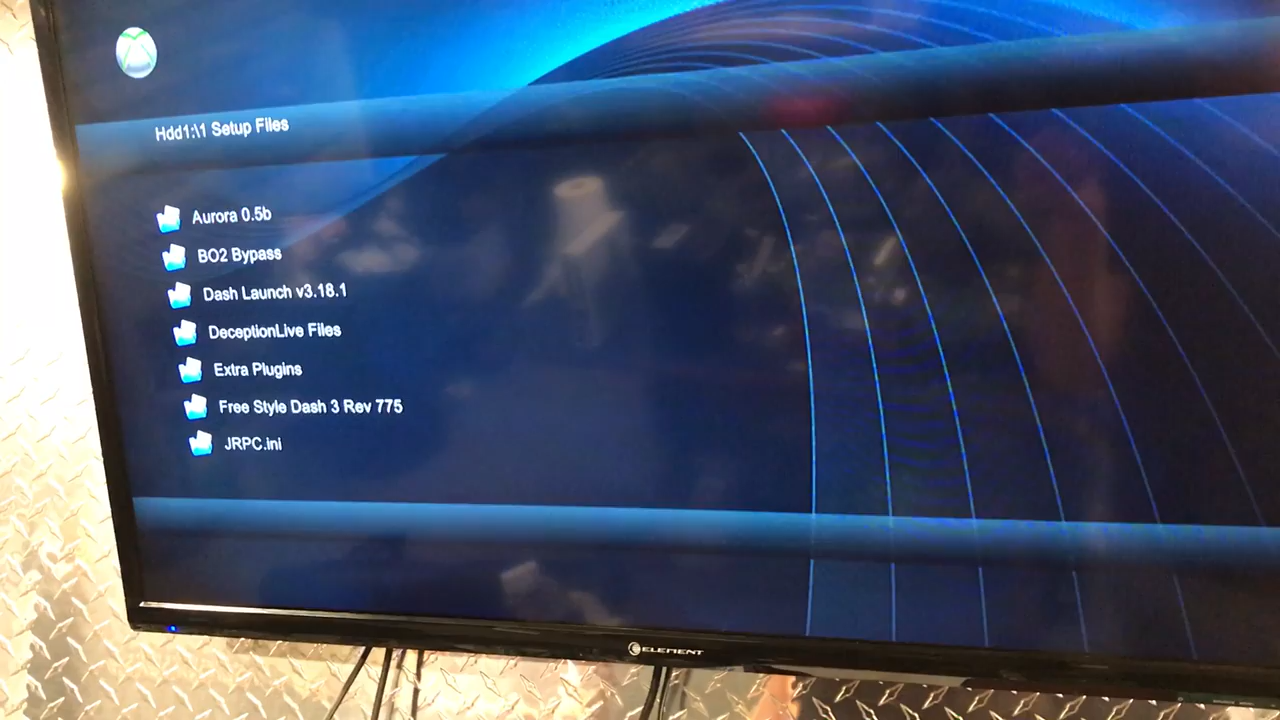 Hdd1:\1 Setup Files
Aurora 0.5b
BO2 Bypass
Dash Launch v3.18.1
DeceptionLive Files
Extra Plugins
Free Style Dash 3 Rev 775
JRPC.ini
ELEMENT